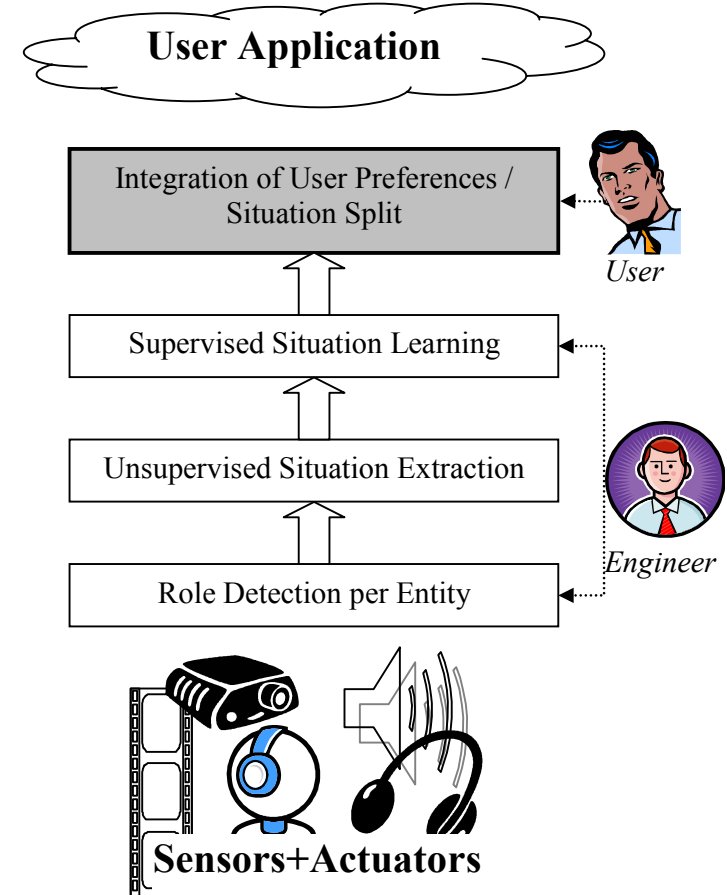 User Application
Integration of User Preferences /
Situation Split
User
Supervised Situation Learning
Unsupervised Situation Extraction
Engineer
Role Detection per Entity
Sensors+Actuators